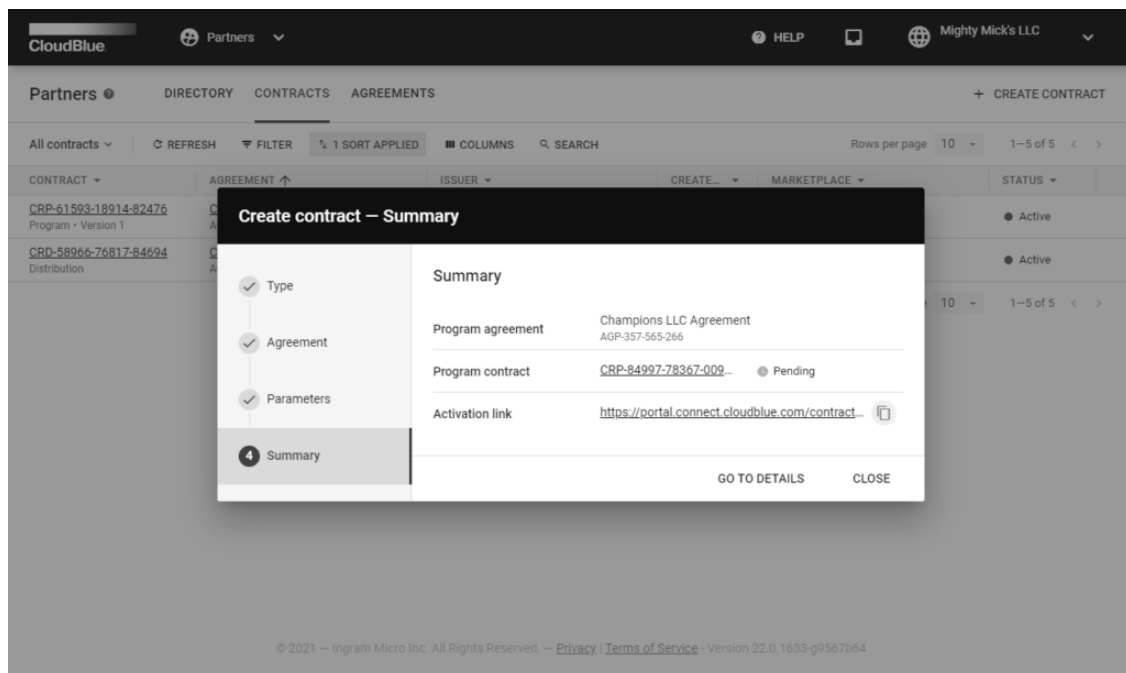 CloudBlue Partners HELP Mighty Mick's LLC
Partners DIRECTORY CONTRACTS AGREEMENTS + CREATE CONTRACT
All contracts REFRESH FILTER 1 SORT APPLIED COLUMNS SEARCH Rows per page 10 1–5 of 5
CONTRACT AGREEMENT ISSUER CREATE... MARKETPLACE STATUS
CRP-61593-18914-82476 C Active
Program • Version 1 A
CRD-58966-76817-84694 C Active
Distribution A
10 1–5 of 5
Create contract — Summary
Type
Agreement
Parameters
4 Summary
Summary
Program agreement Champions LLC Agreement
AGP-357-565-266
Program contract CRP-84997-78367-009... Pending
Activation link https://portal.connect.cloudblue.com/contract...
GO TO DETAILS CLOSE
© 2021 — Ingram Micro Inc. All Rights Reserved. — Privacy | Terms of Service - Version 22.0.1633-g9567b64